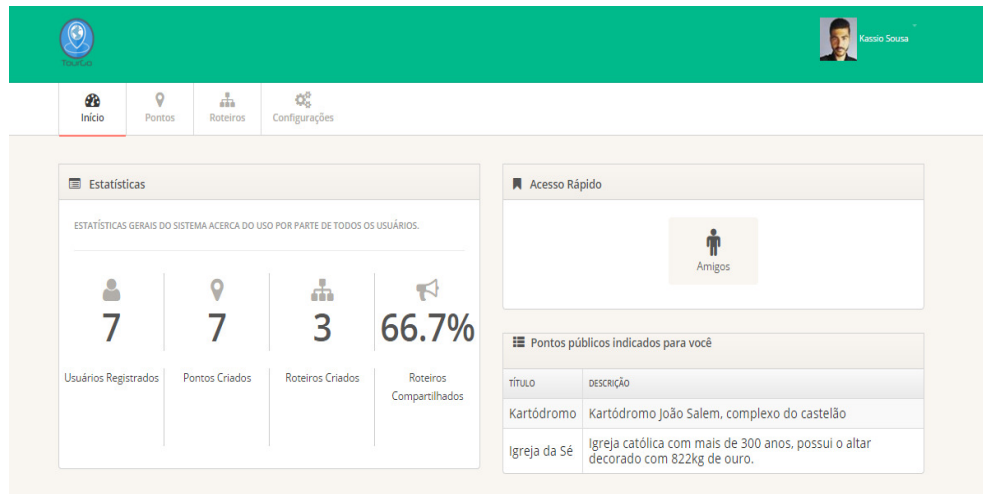 TourGo
Kassio Sousa
Início
Pontos
Roteiros
Configurações
Estatísticas
ESTATÍSTICAS GERAIS DO SISTEMA ACERCA DO USO POR PARTE DE TODOS OS USUÁRIOS.
7
7
3
66.7%
Usuários Registrados
Pontos Criados
Roteiros Criados
Roteiros
Compartilhados
Acesso Rápido
Amigos
Pontos públicos indicados para você
TÍTULO
DESCRIÇÃO
Kartódromo
Kartódromo João Salem, complexo do castelão
Igreja da Sé
Igreja católica com mais de 300 anos, possui o altar
decorado com 822kg de ouro.